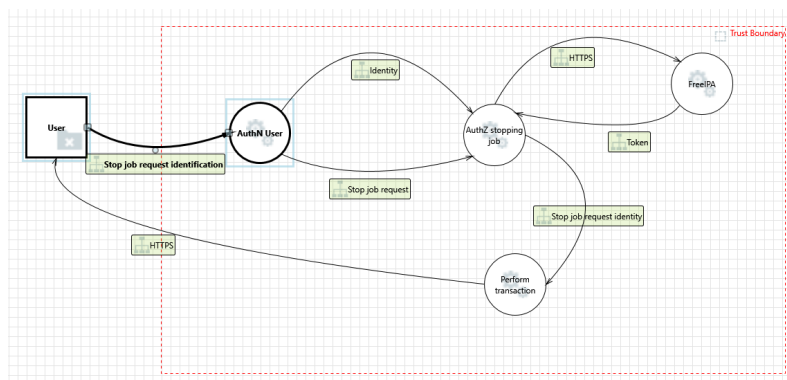 Trust Boundary
HTTPS
Identity
FreeIPA
User
AuthN User
AuthZ stopping
job
Token
Stop job request identification
Stop job request
Stop job request identity
HTTPS
Perform
transaction